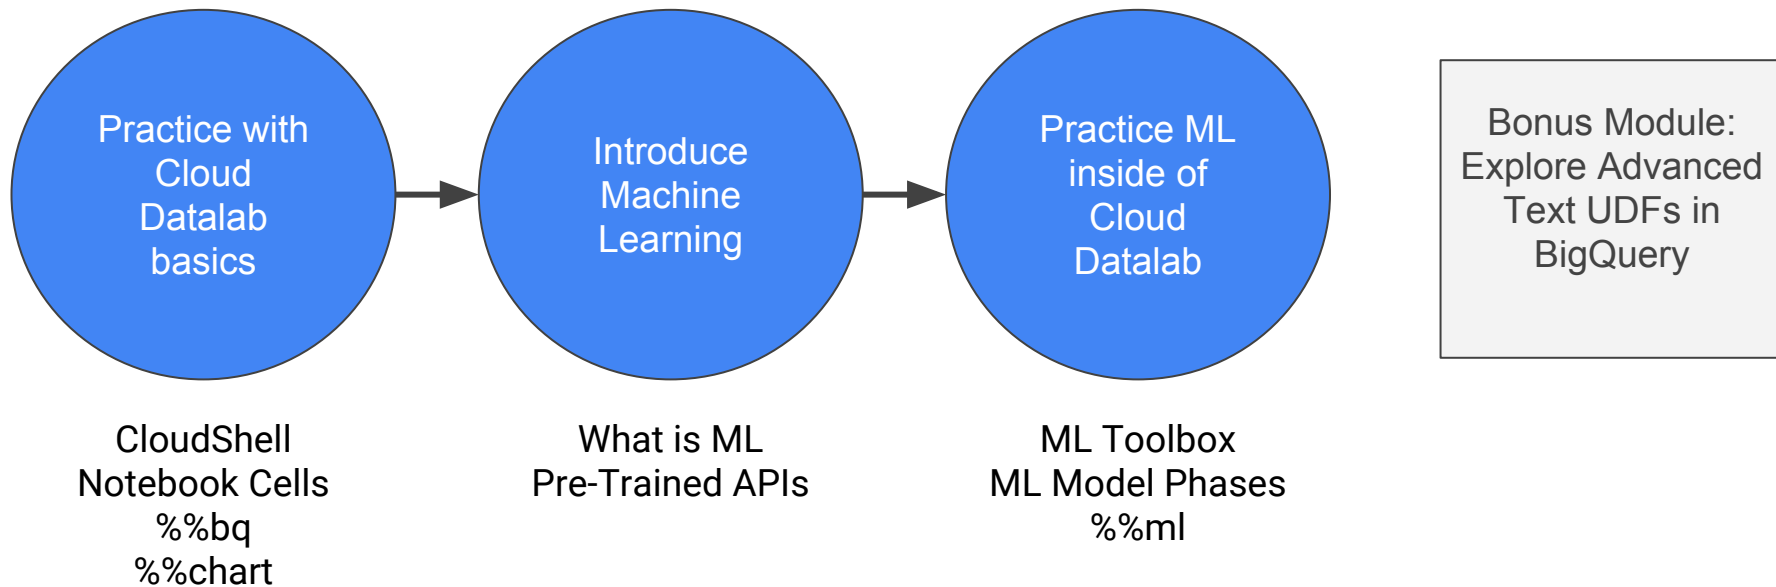 Practice with
Cloud
Datalab
basics
Introduce
Machine
Learning
Practice ML
inside of
Cloud
Datalab
Bonus Module:
Explore Advanced
Text UDFs in
BigQuery
CloudShell
Notebook Cells
%%bq
%%chart
What is ML
Pre-Trained APIs
ML Toolbox
ML Model Phases
%%ml